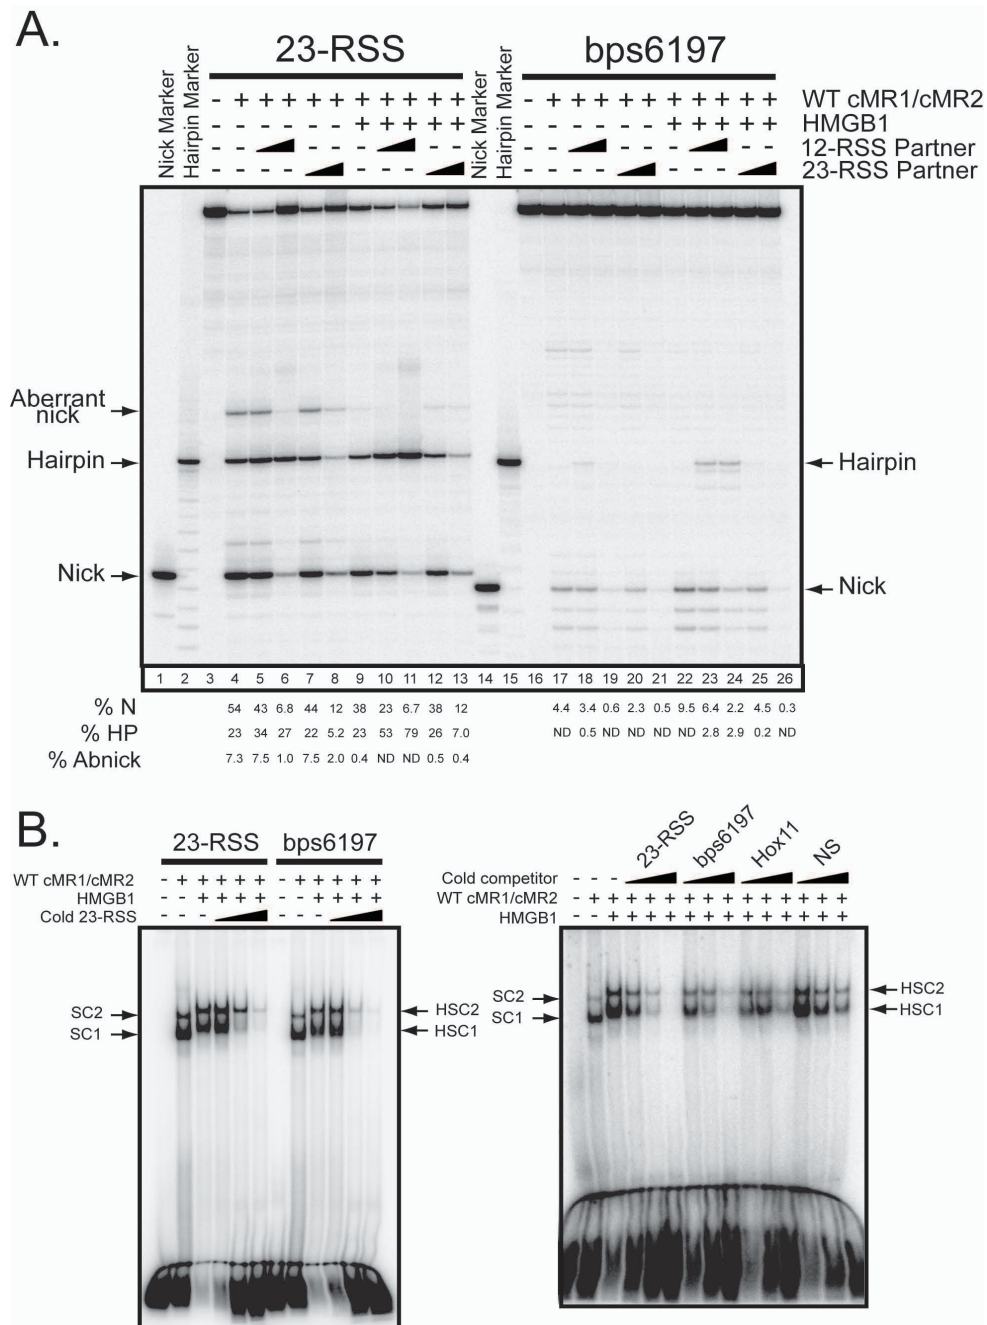 A.
23-RSS
bps6197
Nick Marker
Hairpin Marker
Nick Marker
Hairpin Marker
- + + + + + + + + + + - + + + + + + + + + + WT cMR1/cMR2
- - - - - - + + + + + - - - - - - + + + + + HMGB1
- - - - - - - - - - - - - - 12-RSS Partner
- - - - - - - - - - - - - - 23-RSS Partner
Aberrant
nick
Hairpin
Hairpin
Nick
Nick
1 2 3 4 5 6 7 8 9 10 11 12 13 14 15 16 17 18 19 20 21 22 23 24 25 26
% N 54 43 6.8 44 12 38 23 6.7 38 12 4.4 3.4 0.6 2.3 0.5 9.5 6.4 2.2 4.5 0.3
% HP 23 34 27 22 5.2 23 53 79 26 7.0 ND 0.5 ND ND ND ND 2.8 2.9 0.2 ND
% Abnick 7.3 7.5 1.0 7.5 2.0 0.4 ND ND 0.5 0.4
B.
23-RSS bps6197
WT cMR1/cMR2 - + + + + + - + + + + +
HMGB1 - - + + + + - - + + + +
Cold 23-RSS - - - - - -
SC2
SC1
HSC2
HSC1
23-RSS
bps6197
Hox11
NS
Cold competitor - - -
WT cMR1/cMR2 - + + + + + + + + + + + + + +
HMGB1 - - + + + + + + + + + + + + +
SC2
SC1
HSC2
HSC1